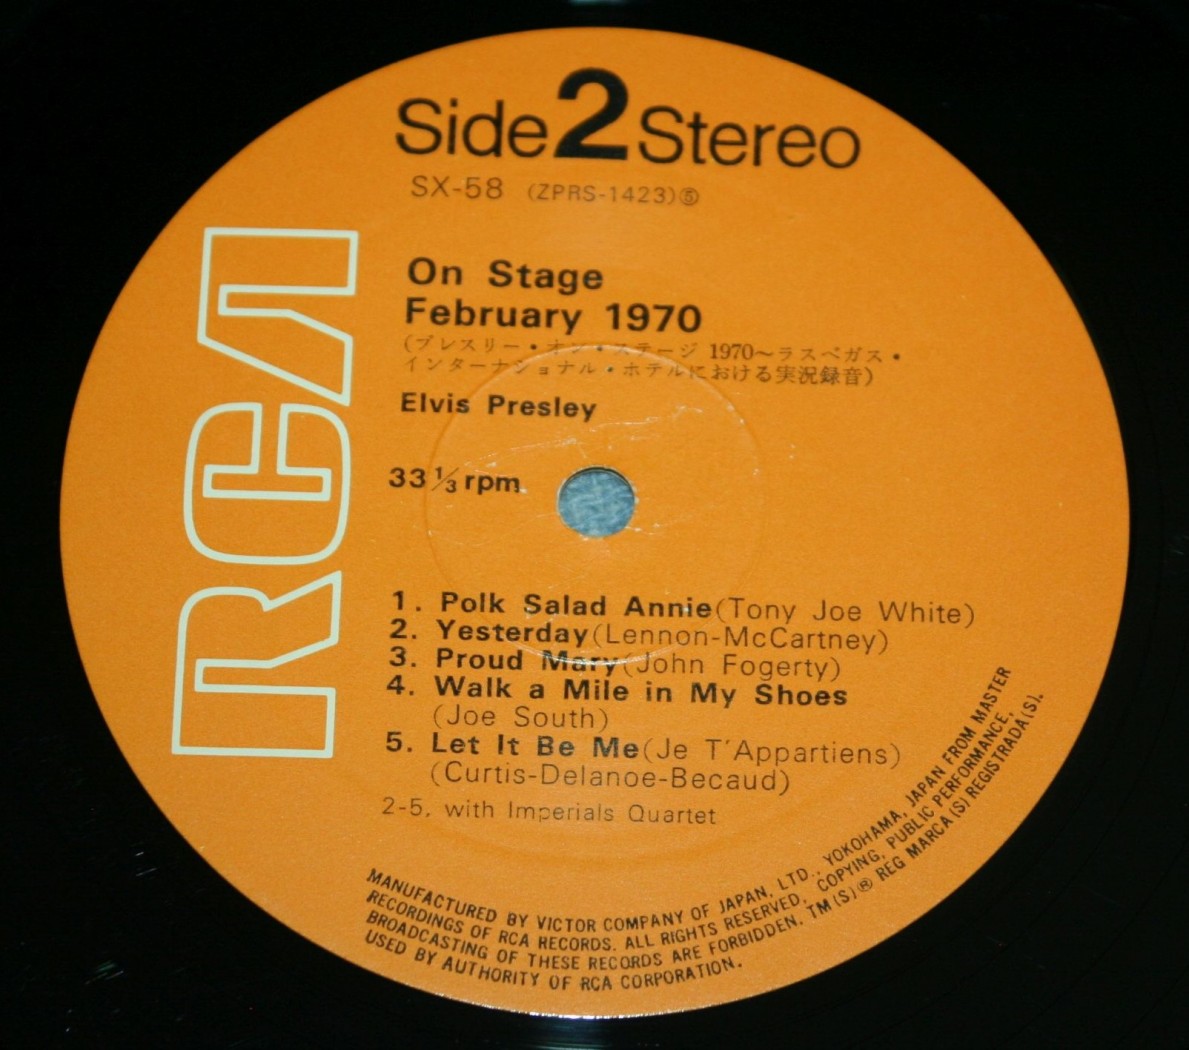 Side 2 Stereo
SX-58 (ZPRS-1423)⑤
RCA
On Stage
February 1970
(プレスリー・オン・ステージ 1970〜ラスベガス・
インターナショナル・ホテルにおける実況録音)
Elvis Presley
33 1/3 rpm
1. Polk Salad Annie(Tony Joe White)
2. Yesterday(Lennon-McCartney)
3. Proud Mary(John Fogerty)
4. Walk a Mile in My Shoes
(Joe South)
5. Let It Be Me(Je T'Appartiens)
(Curtis-Delanoe-Becaud)
2-5, with Imperials Quartet
MANUFACTURED BY VICTOR COMPANY OF JAPAN, LTD., YOKOHAMA, JAPAN FROM MASTER
RECORDINGS OF RCA RECORDS. ALL RIGHTS RESERVED, COPYING, PUBLIC PERFORMANCE,
BROADCASTING OF THESE RECORDS ARE FORBIDDEN. TM(S)® REG MARCA(S) REGISTRADA(S).
USED BY AUTHORITY OF RCA CORPORATION.